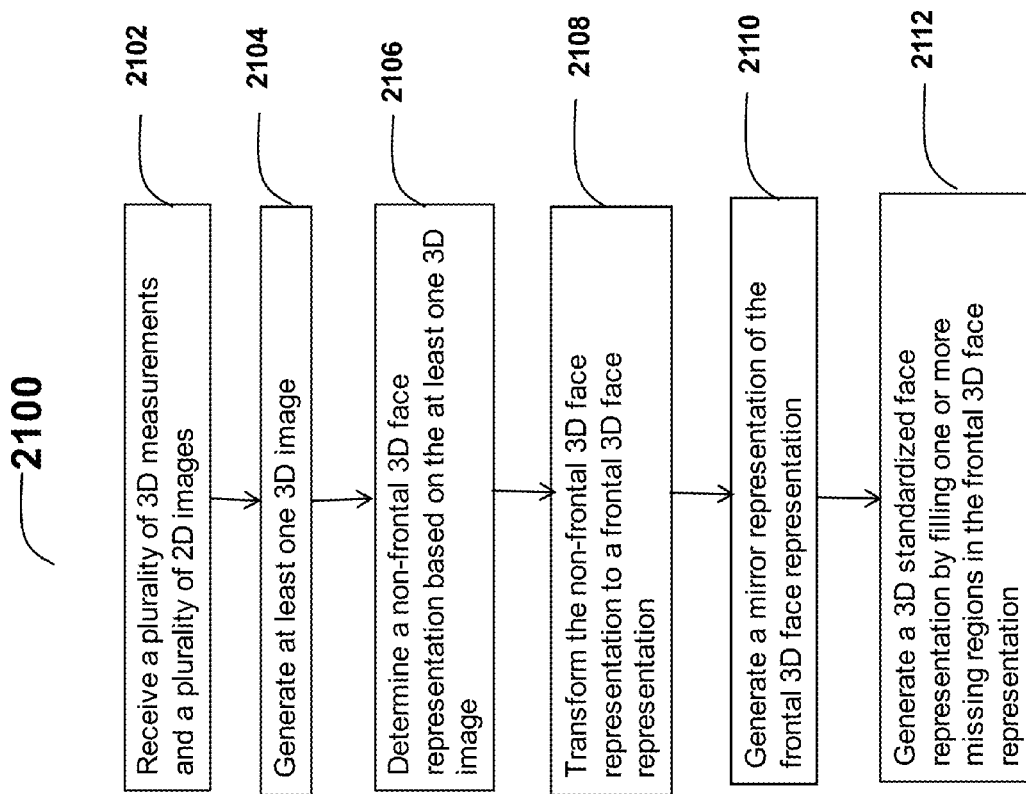 2100
Receive a plurality of 3D measurements
and a plurality of 2D images
2102
Generate at least one 3D image
2104
Determine a non-frontal 3D face
representation based on the at least one 3D
image
2106
Transform the non-frontal 3D face
representation to a frontal 3D face
representation
2108
Generate a mirror representation of the
frontal 3D face representation
2110
Generate a 3D standardized face
representation by filling one or more
missing regions in the frontal 3D face
representation
2112